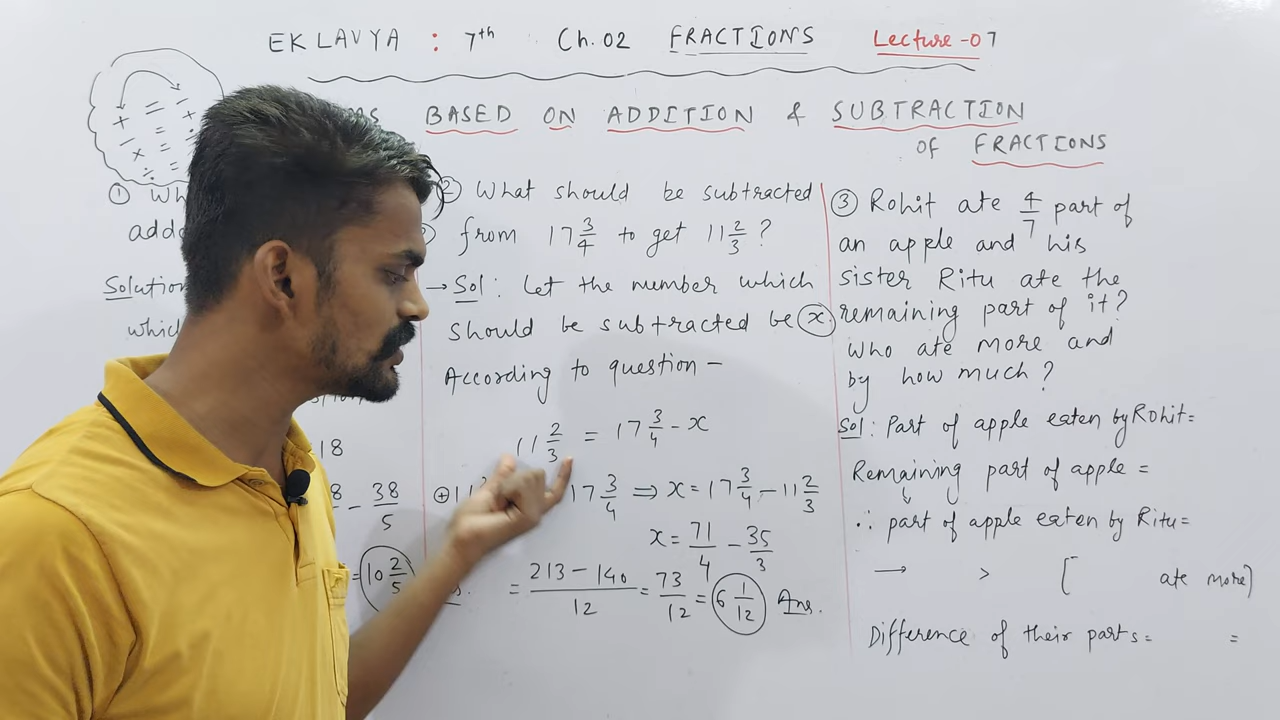 EKLAVYA : 7th Ch. 02 FRACTIONS Lecture-07
BASED ON ADDITION & SUBTRACTION
OF FRACTIONS
+ = +
=
× =
÷ =
①
add
Solution
whic
18
- 38/5
= 10 2/5
② What should be subtracted
from 17 3/4 to get 11 2/3 ?
→ Sol : Let the number which
should be subtracted be x
According to question –
11 2/3 = 17 3/4 - x
17 3/4 ⇒ x = 17 3/4 - 11 2/3
x = 71/4 - 35/3
= 213 - 140/12 = 73/12 = 6 1/12 Ans.
③ Rohit ate 4/7 part of
an apple and his
sister Ritu ate the
remaining part of it?
Who ate more and
by how much ?
Sol : Part of apple eaten by Rohit =
Remaining part of apple =
∴ part of apple eaten by Ritu =
→ > [ ate more]
Difference of their parts = =